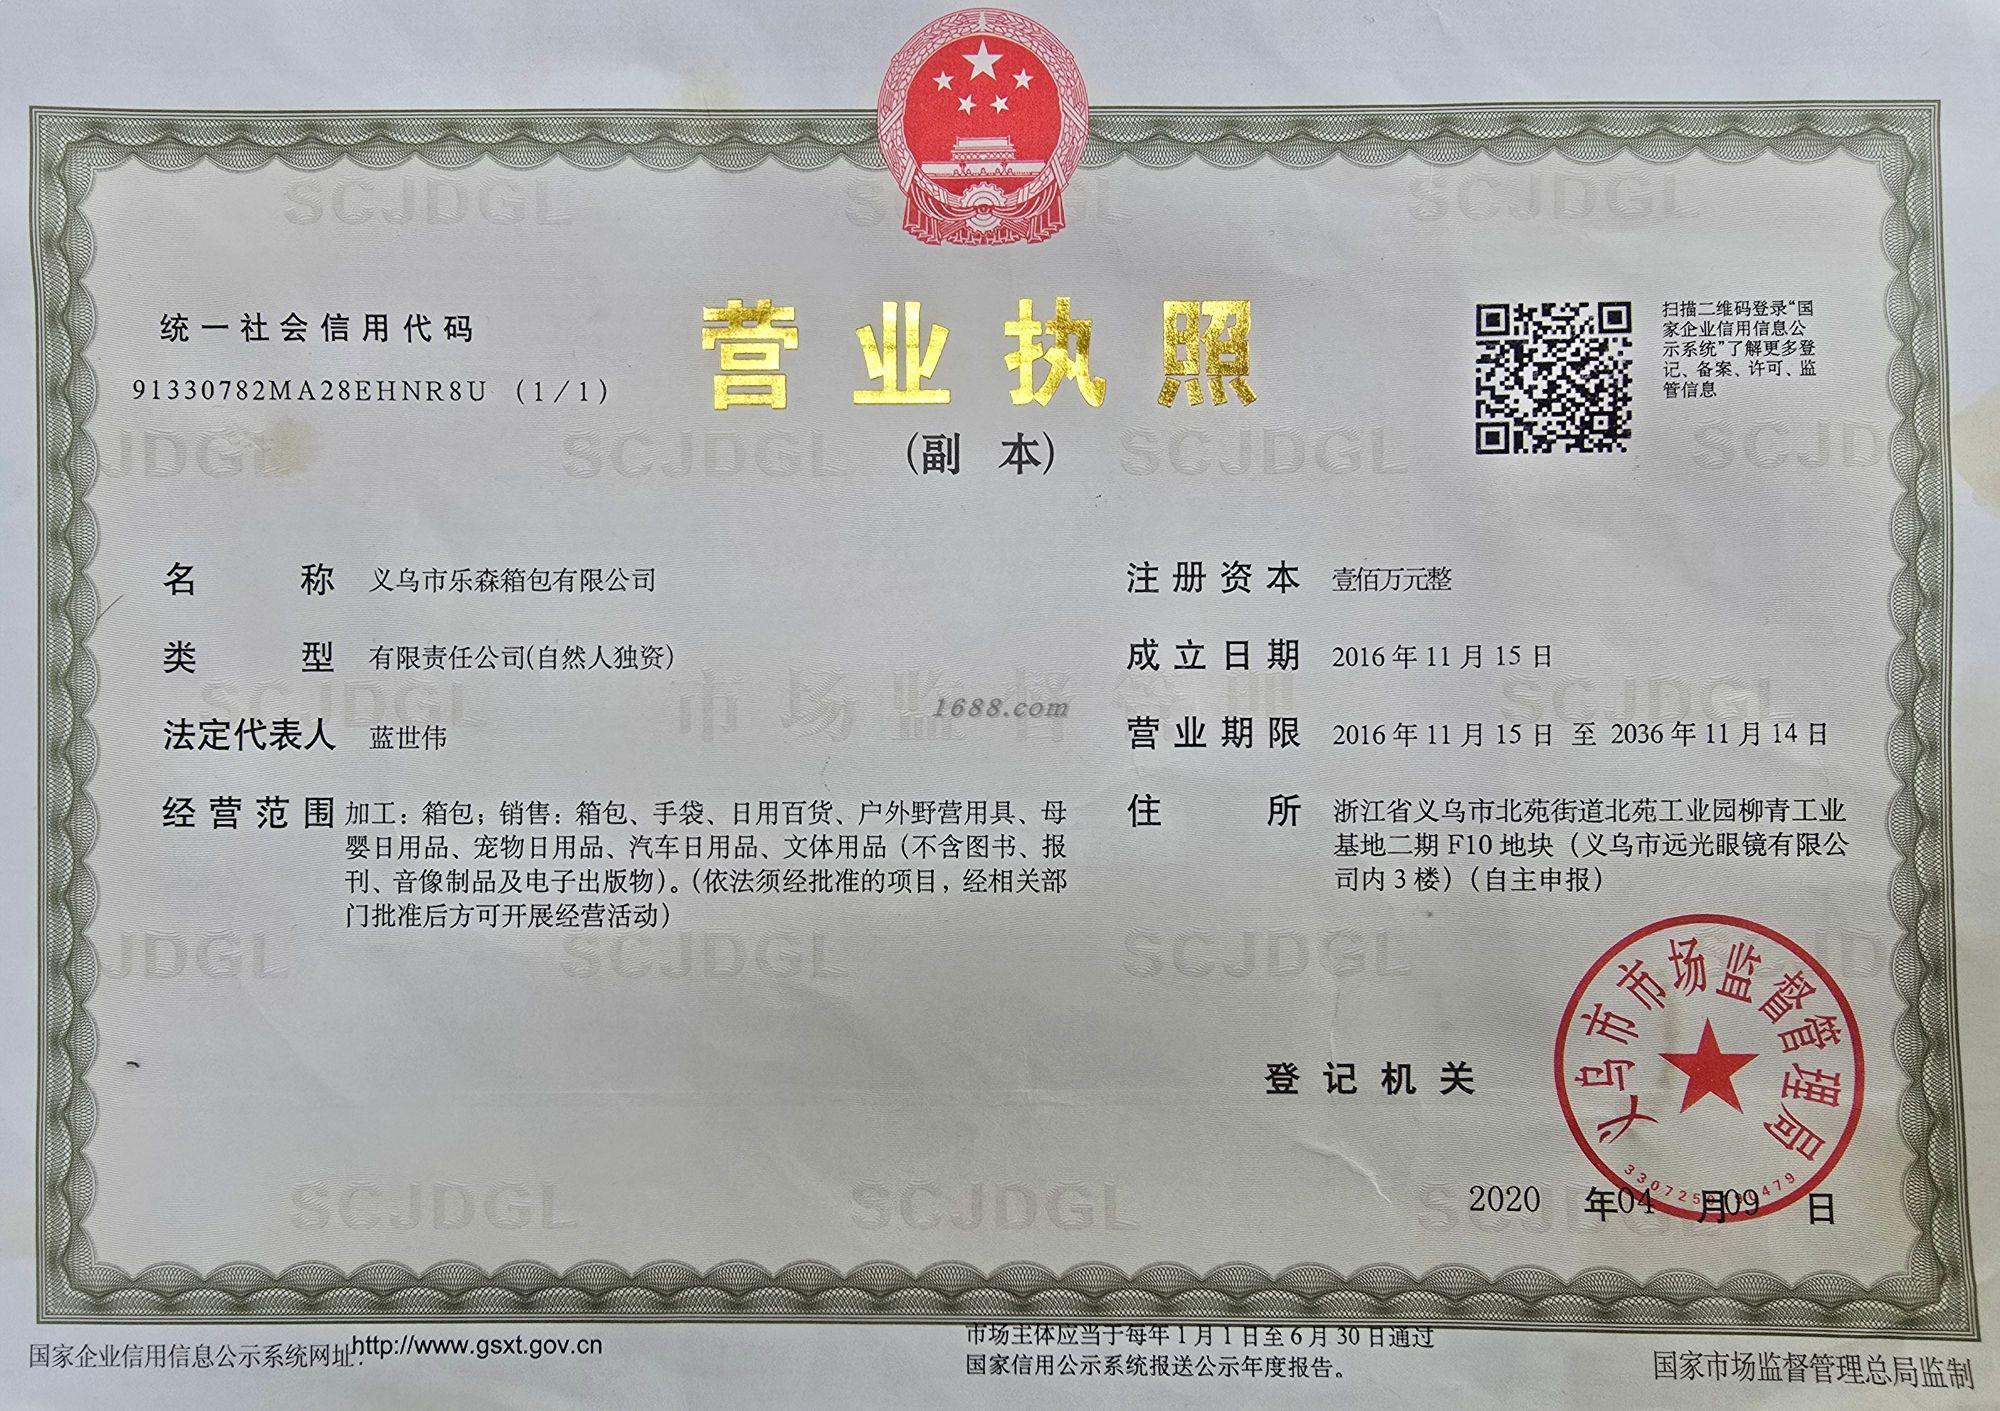 统一社会信用代码
91330782MA28EHNR8U (1/1)
营业执照
(副 本)
扫描二维码登录“国
家企业信用信息公
示系统”了解更多登
记、备案、许可、监
管信息
名 称 义乌市乐森箱包有限公司
类 型 有限责任公司(自然人独资)
法定代表人 蓝世伟
经营范围 加工：箱包；销售：箱包、手袋、日用百货、户外野营用具、母
婴日用品、宠物日用品、汽车日用品、文体用品（不含图书、报
刊、音像制品及电子出版物）。（依法须经批准的项目，经相关部
门批准后方可开展经营活动）
注册资本 壹佰万元整
成立日期 2016年11月15日
营业期限 2016年11月15日 至 2036年11月14日
住 所 浙江省义乌市北苑街道北苑工业园柳青工业
基地二期F10地块（义乌市远光眼镜有限公
司内3楼）（自主申报）
1688.com
登记机关
义乌市市场监督管理局
2020 年04 月09 日
国家企业信用信息公示系统网址：http://www.gsxt.gov.cn
市场主体应当于每年1月1日至6月30日通过
国家信用公示系统报送公示年度报告。
国家市场监督管理总局监制